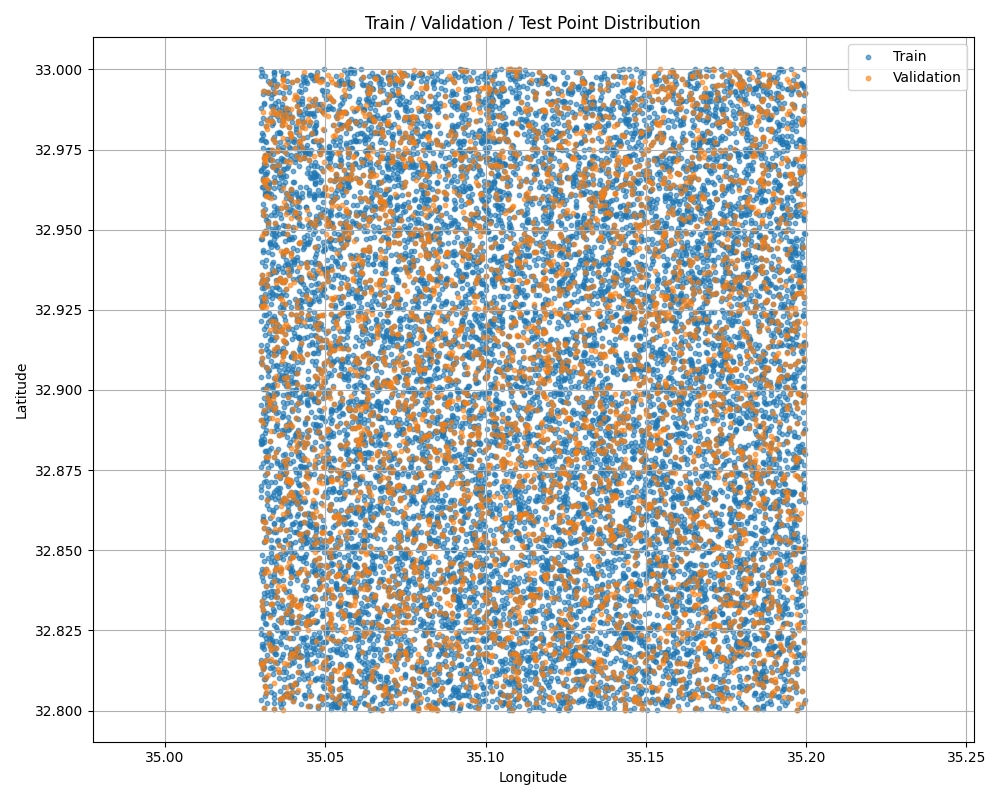 Train / Validation / Test Point Distribution
Train
Validation
Latitude
33.000
32.975
32.950
32.925
32.900
32.875
32.850
32.825
32.800
35.00 35.05 35.10 35.15 35.20 35.25
Longitude